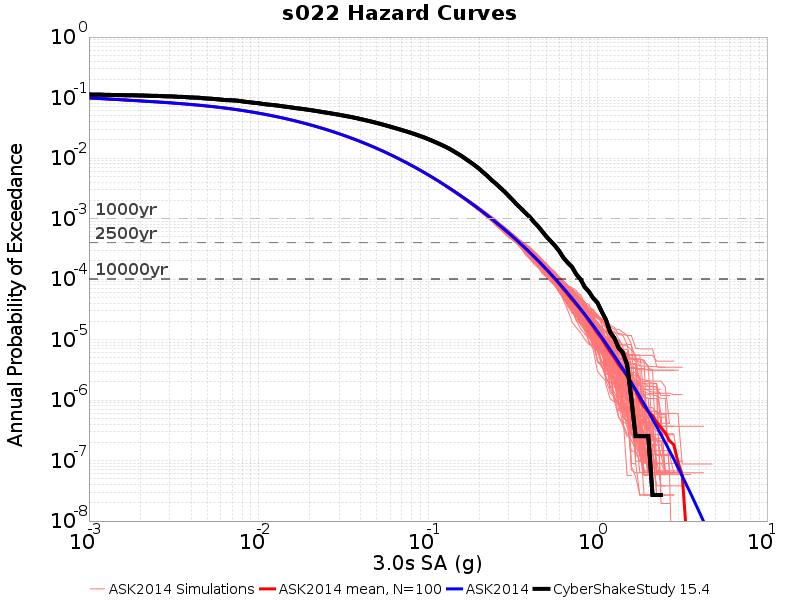 s022 Hazard Curves
Annual Probability of Exceedance
10^0
10^-1
10^-2
10^-3
10^-4
10^-5
10^-6
10^-7
10^-8
1000yr
2500yr
10000yr
10^-3 10^-2 10^-1 10^0 10^1
3.0s SA (g)
ASK2014 Simulations ASK2014 mean, N=100 ASK2014 CyberShakeStudy 15.4